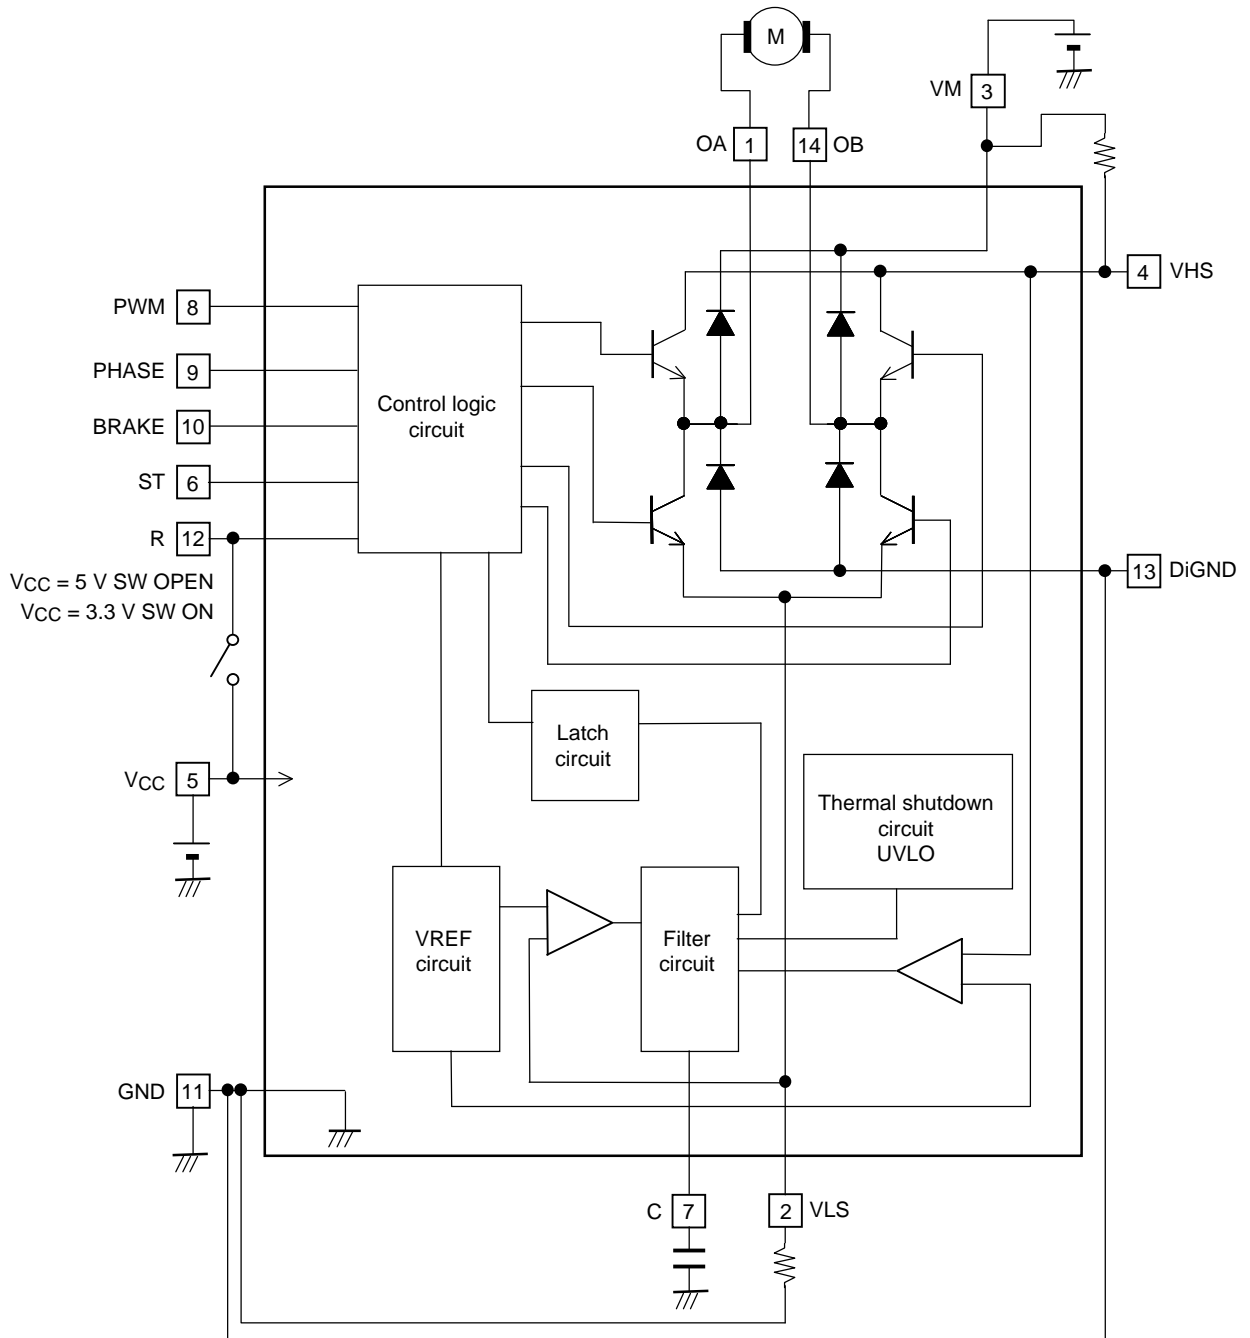 M
VM 3
OA 1
14 OB
4 VHS
PWM 8
PHASE 9
BRAKE 10
ST 6
R 12
Control logic
circuit
VCC = 5 V SW OPEN
VCC = 3.3 V SW ON
13 DiGND
Latch
circuit
VCC 5
Thermal shutdown
circuit
UVLO
VREF
circuit
Filter
circuit
GND 11
C 7
2 VLS